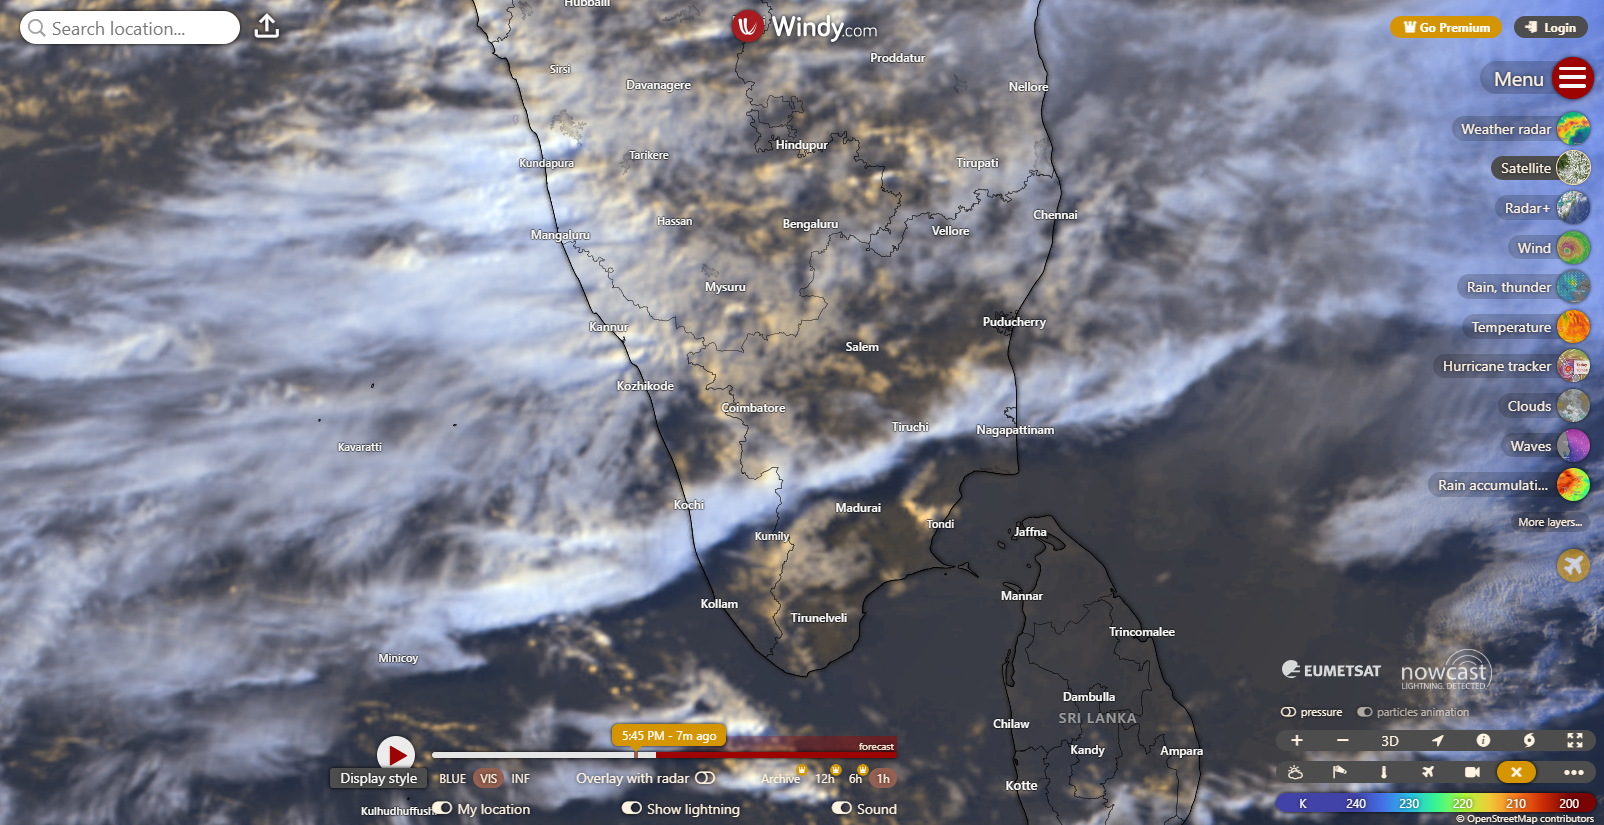 Search location...
Windy.com
Go Premium
Login
Menu
Weather radar
Satellite
Radar+
Wind
Rain, thunder
Temperature
Hurricane tracker
Clouds
Waves
Rain accumulati...
More layers...
Hubballi
Sirsi
Davanagere
Proddatur
Nellore
Kundapura
Tarikere
Hindupur
Tirupati
Mangaluru
Hassan
Bengaluru
Vellore
Chennai
Mysuru
Kannur
Puducherry
Salem
Kozhikode
Coimbatore
Tiruchi
Nagapattinam
Kavaratti
Kochi
Madurai
Kumily
Tondi
Jaffna
Kollam
Tirunelveli
Mannar
Trincomalee
Minicoy
Dambulla
SRI LANKA
Chilaw
Kandy
Ampara
Kotte
Kulhudhuffush
5:45 PM - 7m ago
forecast
Display style
BLUE VIS INF
Overlay with radar
Archive 12h 6h 1h
My location
Show lightning
Sound
EUMETSAT
nowcast
LIGHTNING. DETECTED.
pressure
particles animation
+ − 3D
K 240 230 220 210 200
© OpenStreetMap contributors